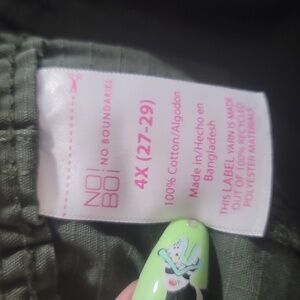 NO!
BO!
NO BOUNDARIES
4X (27-29)
100% Cotton/Algodon
Made in/Hecho en
Bangladesh
THIS LABEL YARN IS MADE
OUT OF 100% RECYCLED
POLYESTER MATERIALS